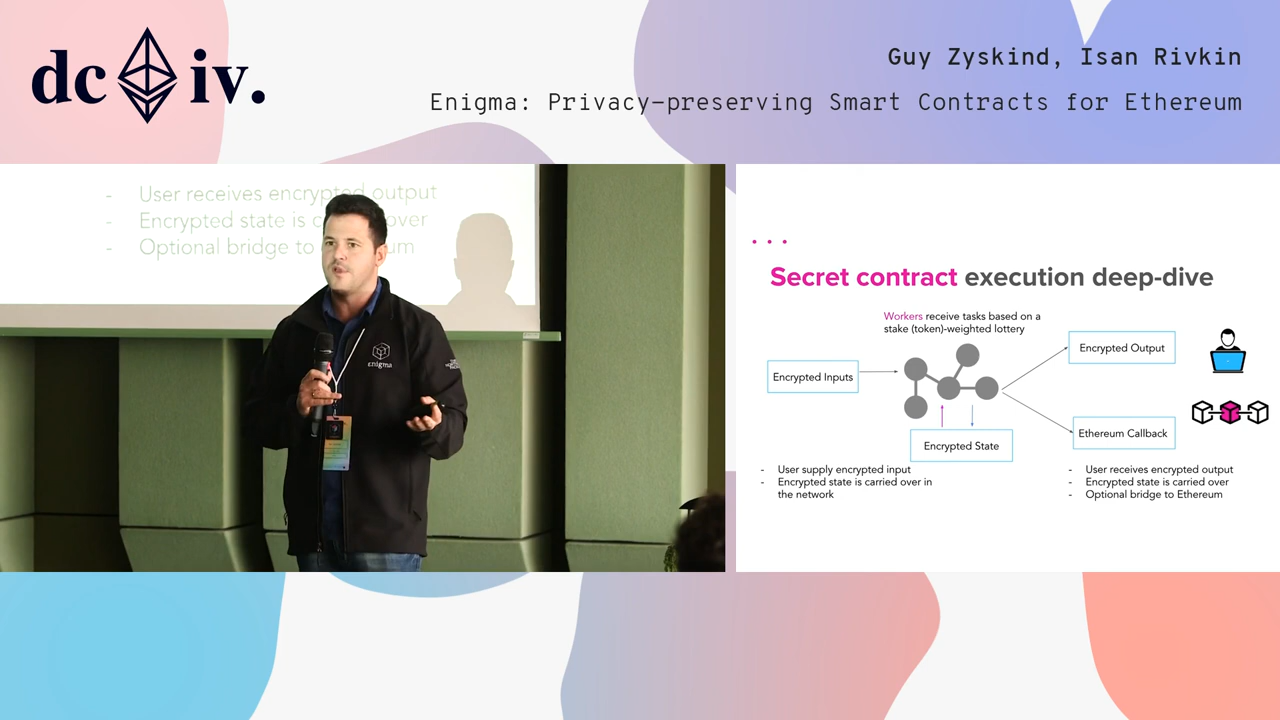 dc iv.
Guy Zyskind, Isan Rivkin
Enigma: Privacy-preserving Smart Contracts for Ethereum
- User receives encrypted output
- Encrypted state is over
- Optional bridge to
enigma
Secret contract execution deep-dive
Workers receive tasks based on a
stake (token)-weighted lottery
Encrypted Inputs
Encrypted Output
Ethereum Callback
Encrypted State
- User supply encrypted input
- Encrypted state is carried over in
the network
- User receives encrypted output
- Encrypted state is carried over
- Optional bridge to Ethereum